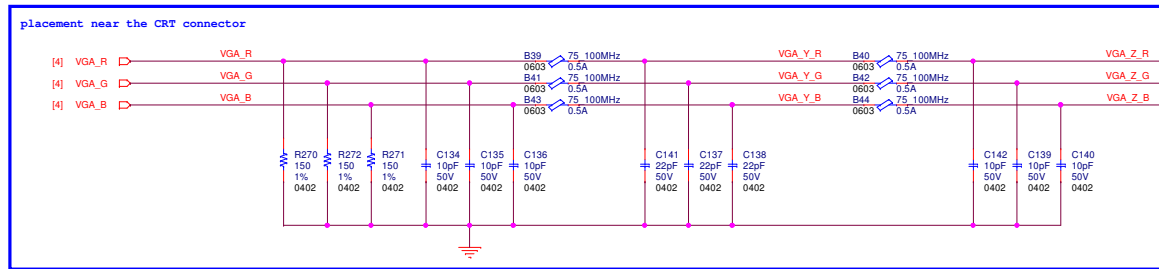 placement near the CRT connector
[4] VGA_R VGA_R B39 75_100MHz VGA_Y_R B40 75_100MHz VGA_Z_R
0603 0.5A 0603 0.5A
[4] VGA_G VGA_G B41 75_100MHz VGA_Y_G B42 75_100MHz VGA_Z_G
0603 0.5A 0603 0.5A
[4] VGA_B VGA_B B43 75_100MHz VGA_Y_B B44 75_100MHz VGA_Z_B
0603 0.5A 0603 0.5A
R270 R272 R271 C134 C135 C136 C141 C137 C138 C142 C139 C140
150 150 150 10pF 10pF 10pF 22pF 22pF 22pF 10pF 10pF 10pF
1% 1% 1% 50V 50V 50V 50V 50V 50V 50V 50V 50V
0402 0402 0402 0402 0402 0402 0402 0402 0402 0402 0402 0402